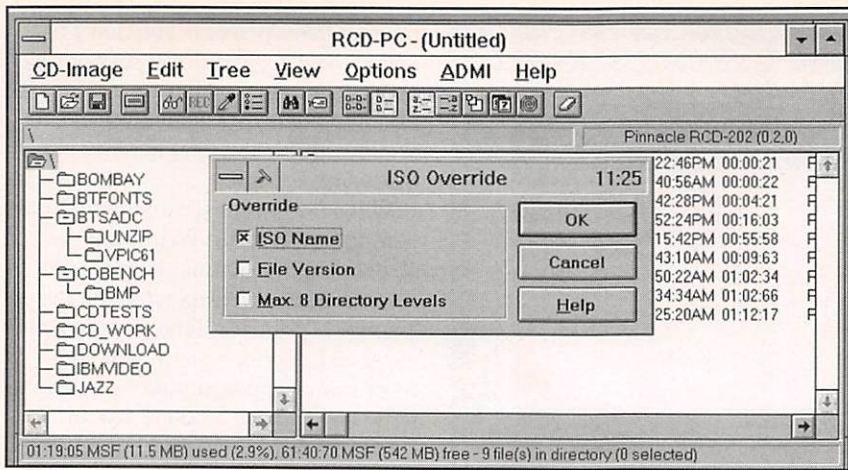 RCD-PC - (Untitled)
CD-Image Edit Tree View Options ADMI Help
REC
\ Pinnacle RCD-202 (0,2,0)
\
BOMBAY
BTFONTS
BTSADC
UNZIP
VPIC61
CDBENCH
BMP
CDTESTS
CD_WORK
DOWNLOAD
IBMVIDEO
JAZZ
ISO Override 11:25
Override
ISO Name
File Version
Max. 8 Directory Levels
OK
Cancel
Help
22:46PM 00:00:21
40:56AM 00:00:22
42:28PM 00:04:21
52:24PM 00:16:03
15:42PM 00:55:58
43:10AM 00:09:63
50:22AM 01:02:34
34:34AM 01:02:66
25:20AM 01:12:17
01:19:05 MSF (11.5 MB) used (2.9%), 61:40:70 MSF (542 MB) free - 9 file(s) in directory (0 selected)